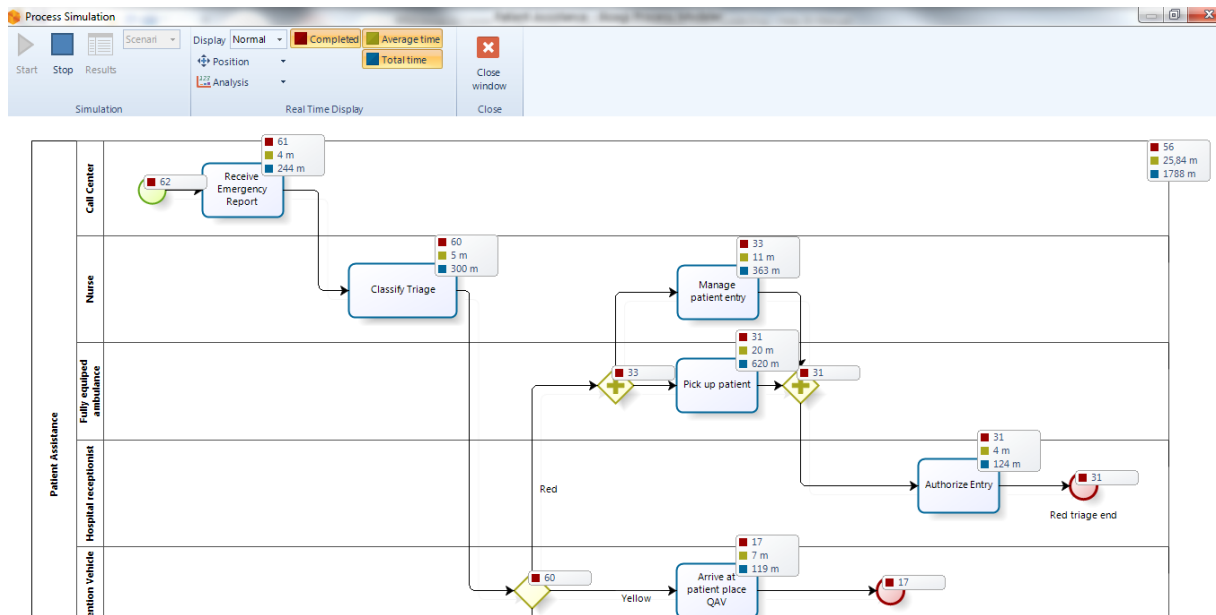 Process Simulation
Start
Stop
Results
Scenari
Simulation
Display Normal
Position
Analysis
Completed
Average time
Total time
Real Time Display
Close window
Close
Patient Assistance
Call Center
62
Receive
Emergency
Report
61
4 m
244 m
56
25,84 m
1788 m
Nurse
Classify Triage
60
5 m
300 m
Manage
patient entry
33
11 m
363 m
Fully equiped
ambulance
33
Pick up patient
31
20 m
620 m
31
Hospital receptionist
Red
Authorize Entry
31
4 m
124 m
31
Red triage end
ention Vehicle
60
Yellow
Arrive at
patient place
QAV
17
7 m
119 m
17